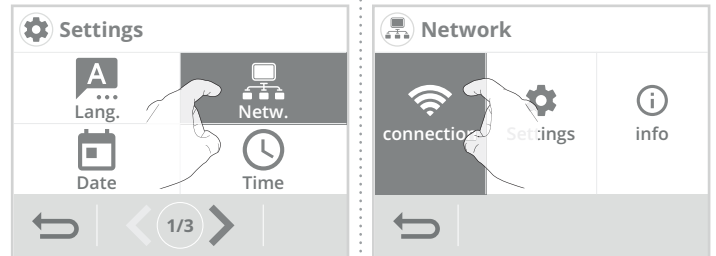 Settings
A
Lang.
Netw.
Date
Time
1/3
Network
connection
Settings
info